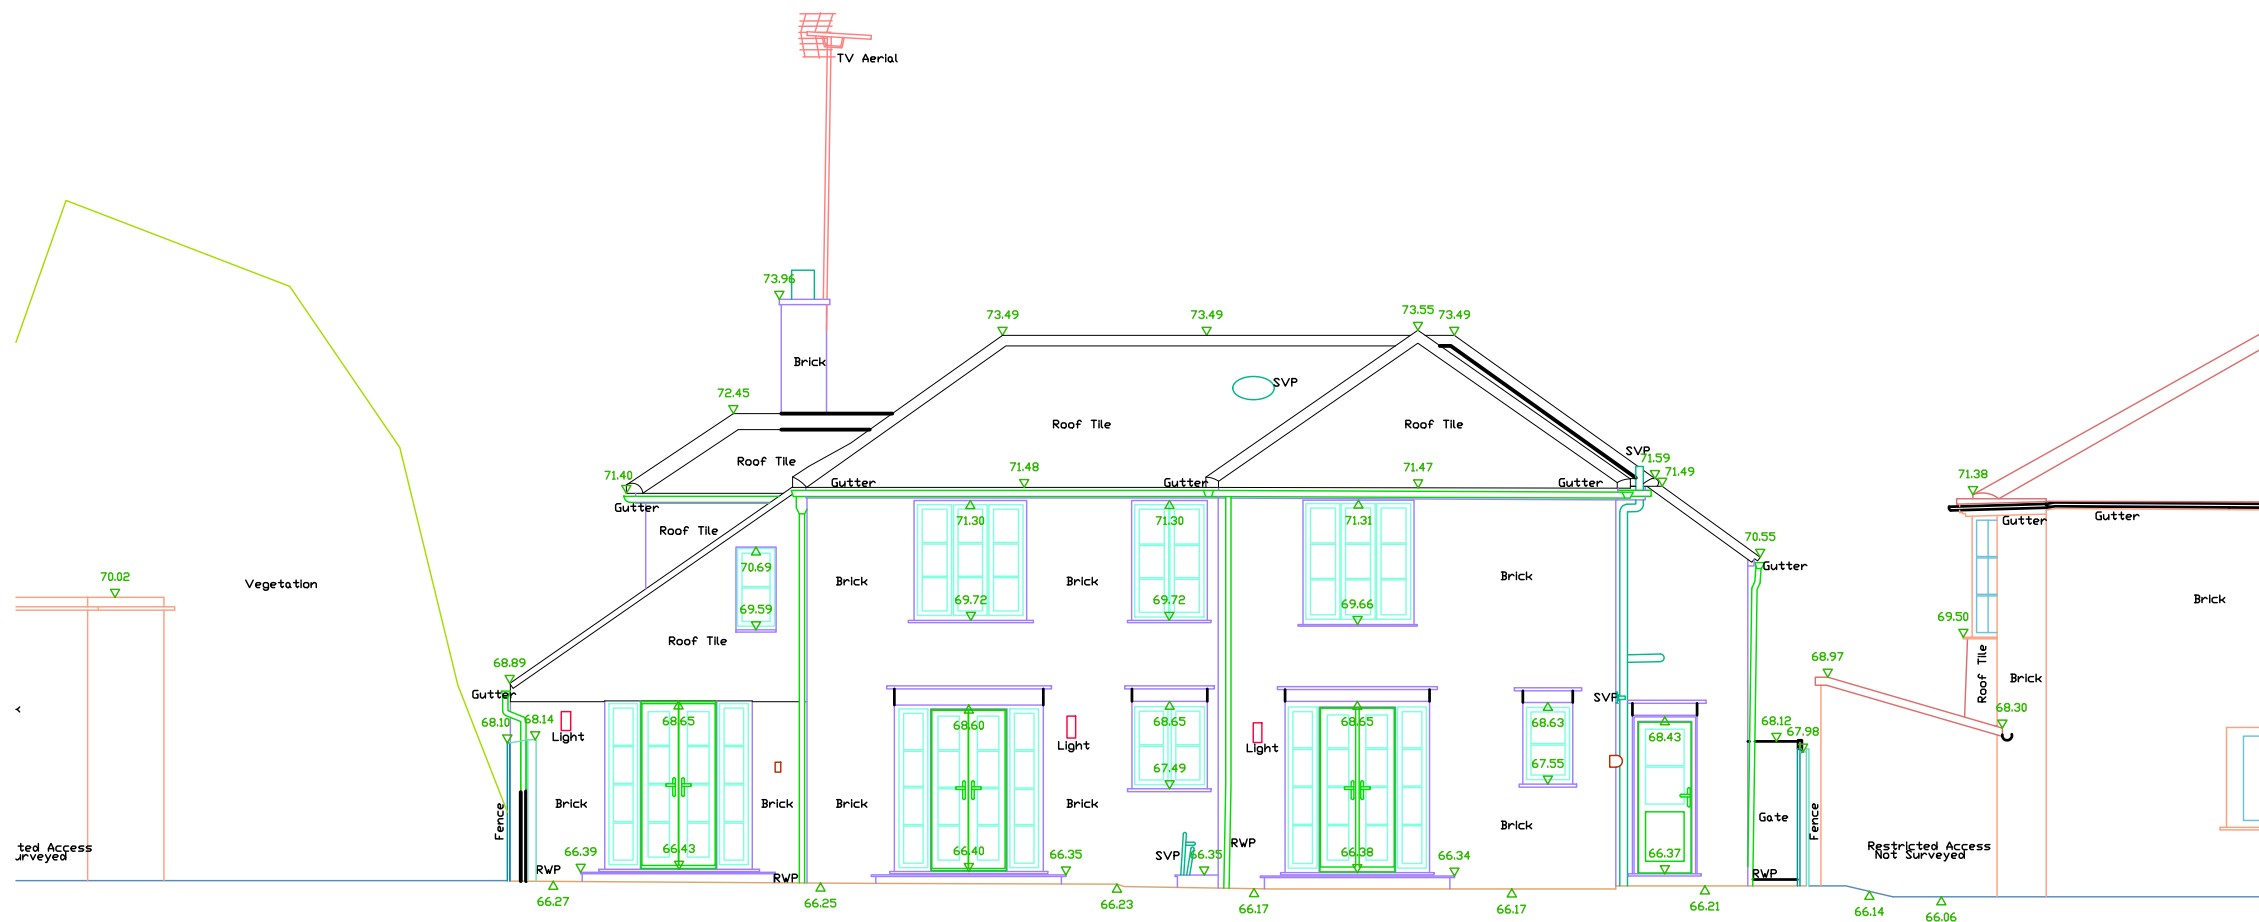 TV Aerial
73.96
73.49
73.49
73.55
73.49
Brick
SVP
72.45
Roof Tile
Roof Tile
SVP
Roof Tile
71.59
71.40
71.48
71.47
71.49
71.38
Gutter
Gutter
Gutter
Gutter
Gutter
Gutter
71.30
71.30
71.31
Roof Tile
70.55
Gutter
70.02
Vegetation
70.69
Brick
Brick
Brick
69.59
69.72
69.72
69.66
Brick
69.50
Roof Tile
68.89
68.97
Roof Tile
Brick
Gutter
SVP
68.10
68.14
68.65
68.60
68.65
68.65
68.63
68.43
68.12
67.98
68.30
Light
Light
Light
67.49
67.55
Fence
Brick
Brick
Brick
Brick
Brick
Gate
Fence
ted Access
urveyed
66.39
66.43
66.40
66.35
SVP
66.35
RWP
66.38
66.34
66.37
Restricted Access
Not Surveyed
RWP
RWP
RWP
66.27
66.25
66.23
66.17
66.17
66.21
66.14
66.06